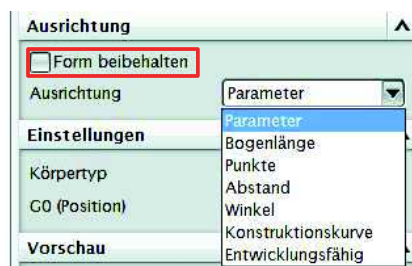 Ausrichtung
Form beibehalten
Ausrichtung
Parameter
Parameter
Bogenlänge
Punkte
Abstand
Winkel
Konstruktionskurve
Entwicklungsfähig
Einstellungen
Körpertyp
G0 (Position)
Vorschau